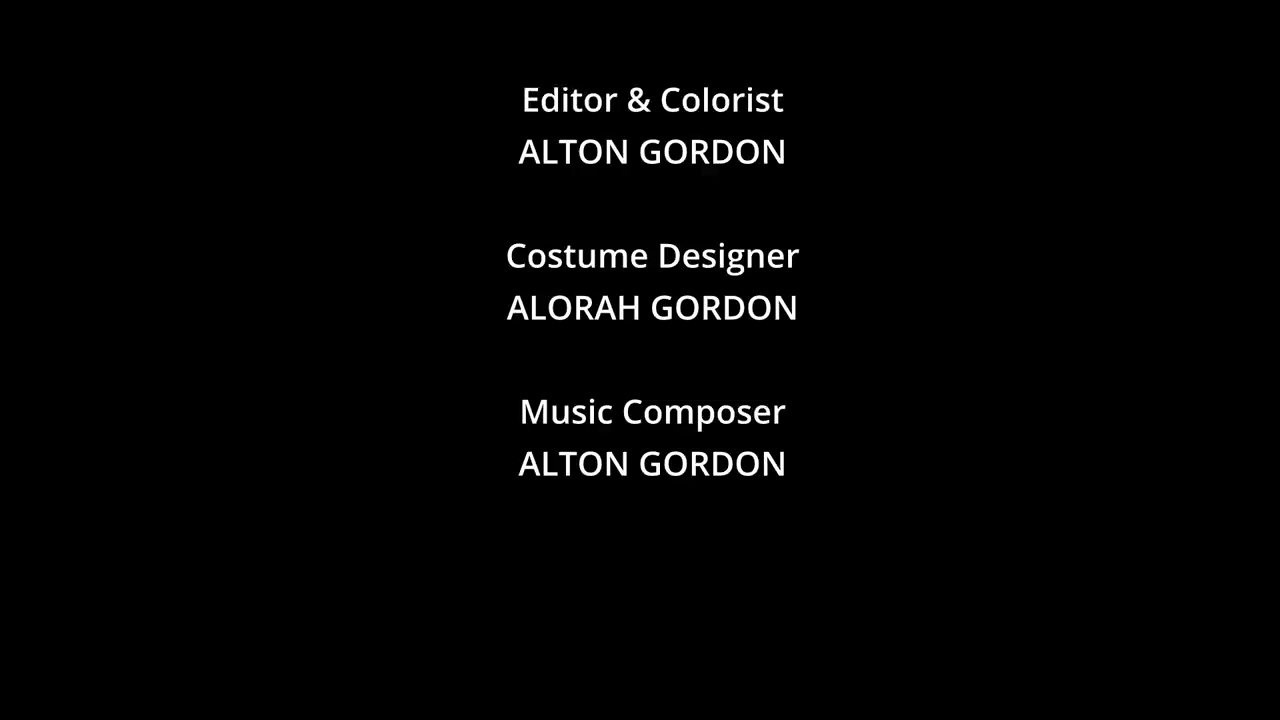 Editor & Colorist
ALTON GORDON
Costume Designer
ALORAH GORDON
Music Composer
ALTON GORDON